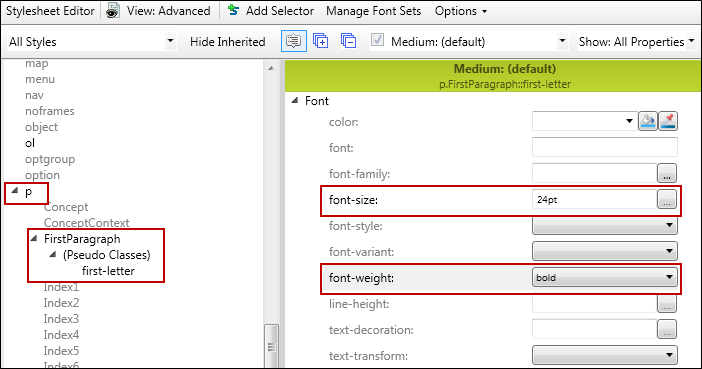 Stylesheet Editor View: Advanced Add Selector Manage Font Sets Options
All Styles Hide Inherited Medium: (default) Show: All Properties
map
menu
nav
noframes
object
ol
optgroup
option
p
Concept
ConceptContext
FirstParagraph
(Pseudo Classes)
first-letter
Index1
Index2
Index3
Index4
Index5
Index6
Medium: (default)
p.FirstParagraph::first-letter
Font
color:
font:
font-family: ...
font-size: 24pt ...
font-style:
font-variant:
font-weight: bold
line-height: ...
text-decoration: ...
text-transform: